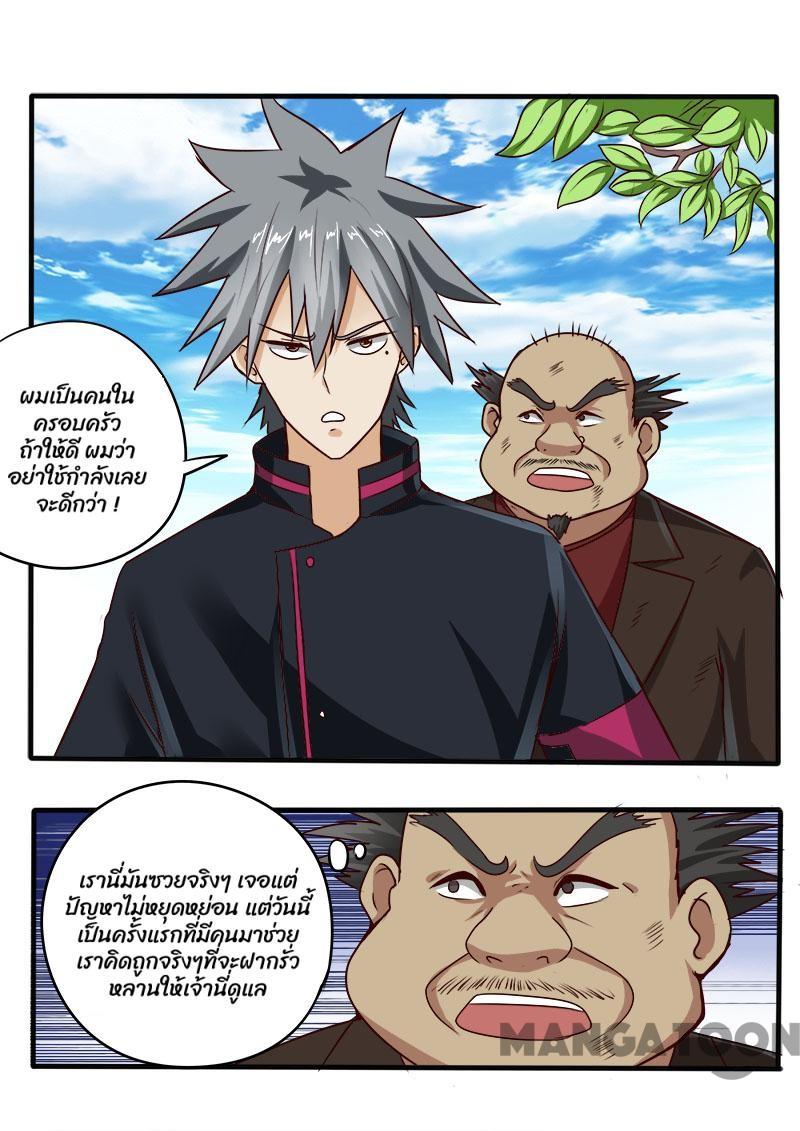 ผมเป็นคนใน
ครอบครัว
ถ้าให้ดี ผมว่า
อย่าใช้กำลังเลย
จะดีกว่า !
เรานี่มันซวยจริงๆ เจอแต่
ปัญหาไม่หยุดหย่อน แต่วันนี้
เป็นครั้งแรกที่มีคนมาช่วย
เราคิดถูกจริงๆที่จะฝากรั่ว
หลานให้เจ้านี่ดูแล
MANGATOON